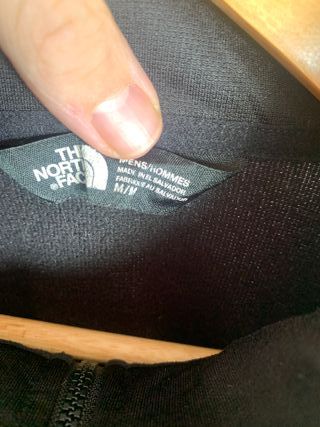 THE
NORTH
FACE
MENS/HOMMES
MADE IN EL SALVADOR
FABRIQUÉ AU SALVADOR
M/M